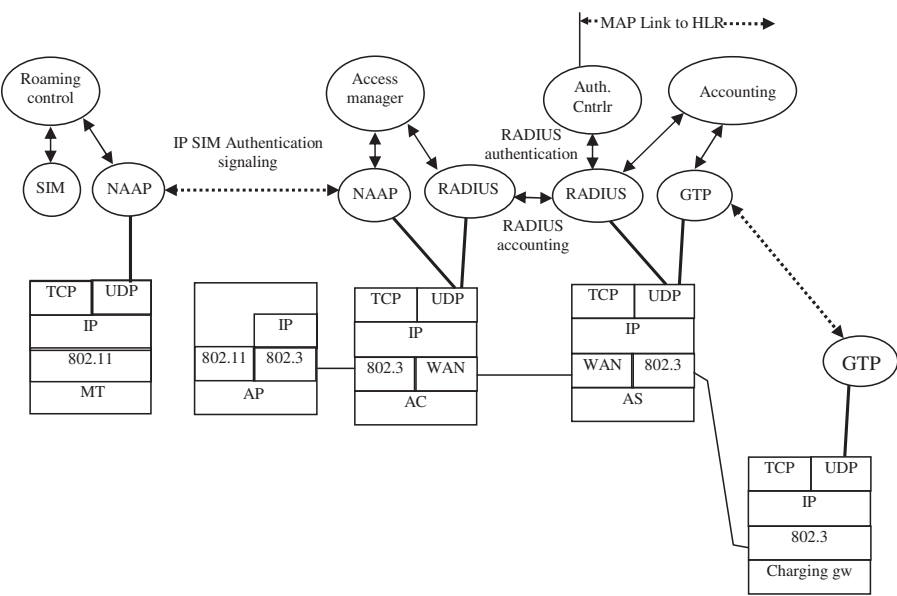 MAP Link to HLR
Roaming
control
Access
manager
Auth.
Cntrlr
Accounting
IP SIM Authentication
signaling
RADIUS
authentication
SIM
NAAP
NAAP
RADIUS
RADIUS
GTP
RADIUS
accounting
TCP
UDP
IP
802.11
MT
IP
802.11
802.3
AP
TCP
UDP
IP
802.3
WAN
AC
TCP
UDP
IP
WAN
802.3
AS
GTP
TCP
UDP
IP
802.3
Charging gw